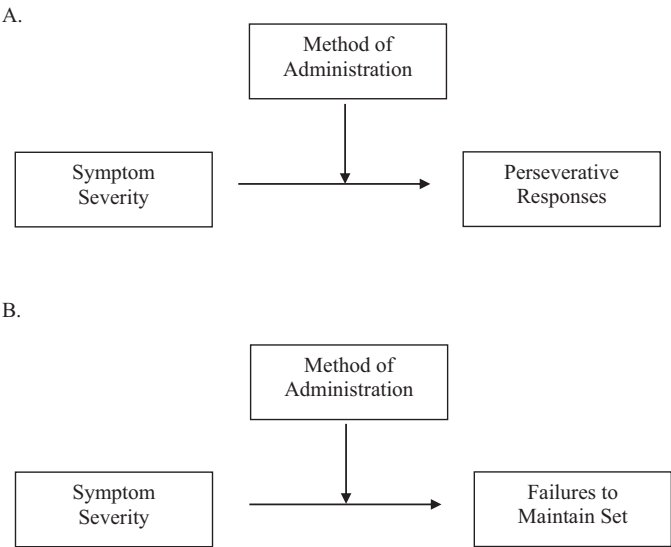 A.
Method of
Administration
Symptom
Severity
Perseverative
Responses
B.
Method of
Administration
Symptom
Severity
Failures to
Maintain Set